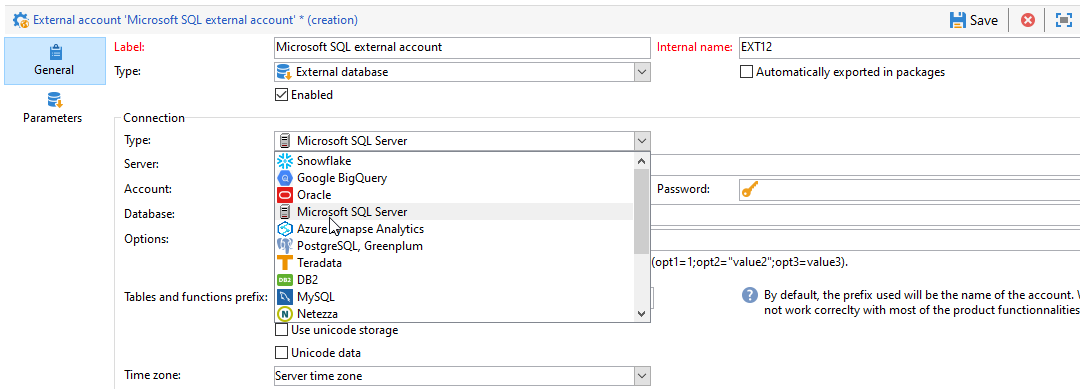 External account 'Microsoft SQL external account' * (creation)
Save
General
Parameters
Label:
Microsoft SQL external account
Internal name:
EXT12
Type:
External database
Automatically exported in packages
Enabled
Connection
Type:
Microsoft SQL Server
Snowflake
Google BigQuery
Oracle
Microsoft SQL Server
Azure Synapse Analytics
PostgreSQL, Greenplum
Teradata
DB2
MySQL
Netezza
Server:
Account:
Password:
Database:
Options:
(opt1=1;opt2="value2";opt3=value3).
Tables and functions prefix:
By default, the prefix used will be the name of the account.
not work correclty with most of the product functionnalities
Use unicode storage
Unicode data
Time zone:
Server time zone